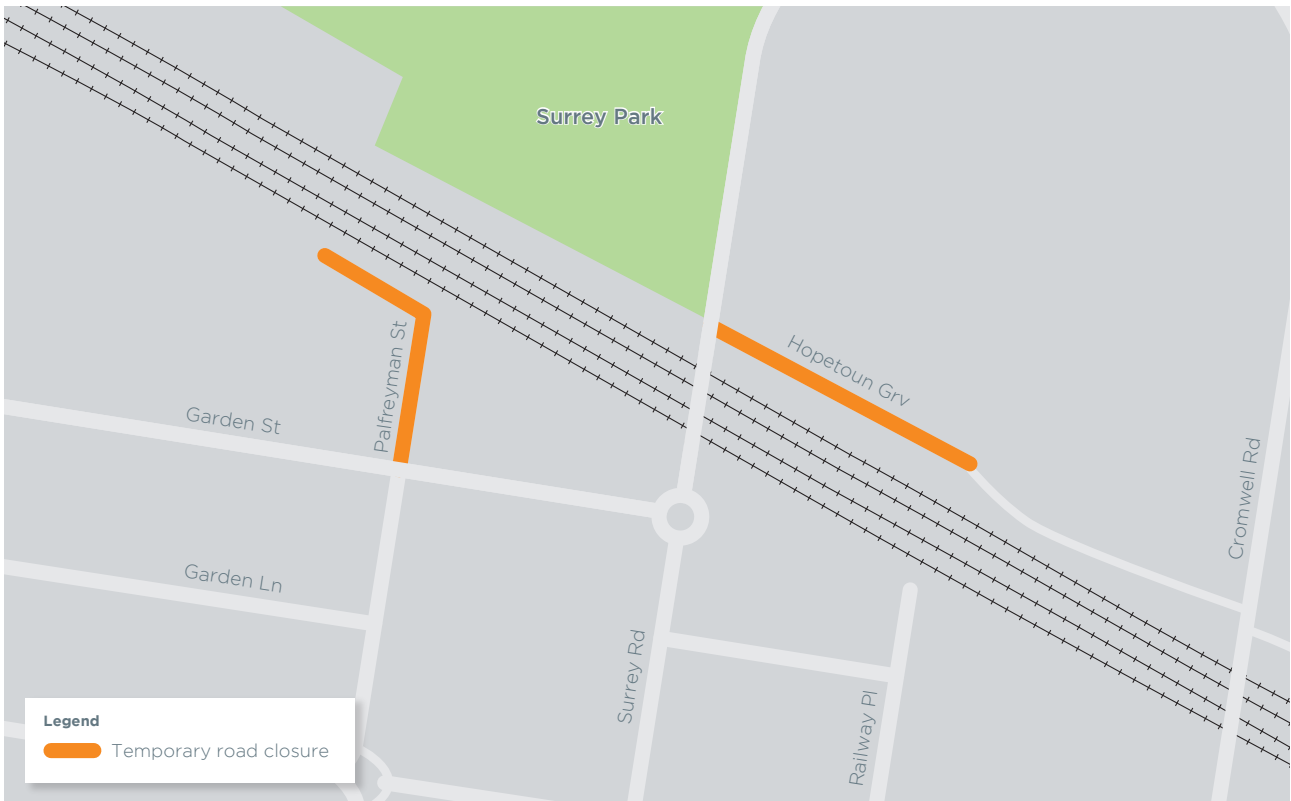 Surrey Park
Hopetoun Grv
Palfreyman St
Garden St
Cromwell Rd
Garden Ln
Surrey Rd
Railway Pl
Legend
Temporary road closure